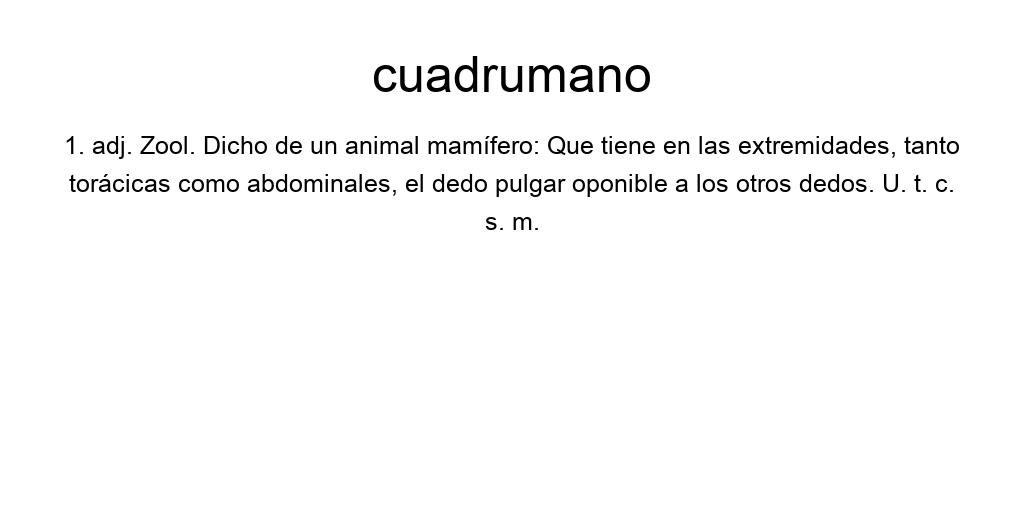 cuadrumano
1. adj. Zool. Dicho de un animal mamífero: Que tiene en las extremidades, tanto
torácicas como abdominales, el dedo pulgar oponible a los otros dedos. U. t. c.
s. m.